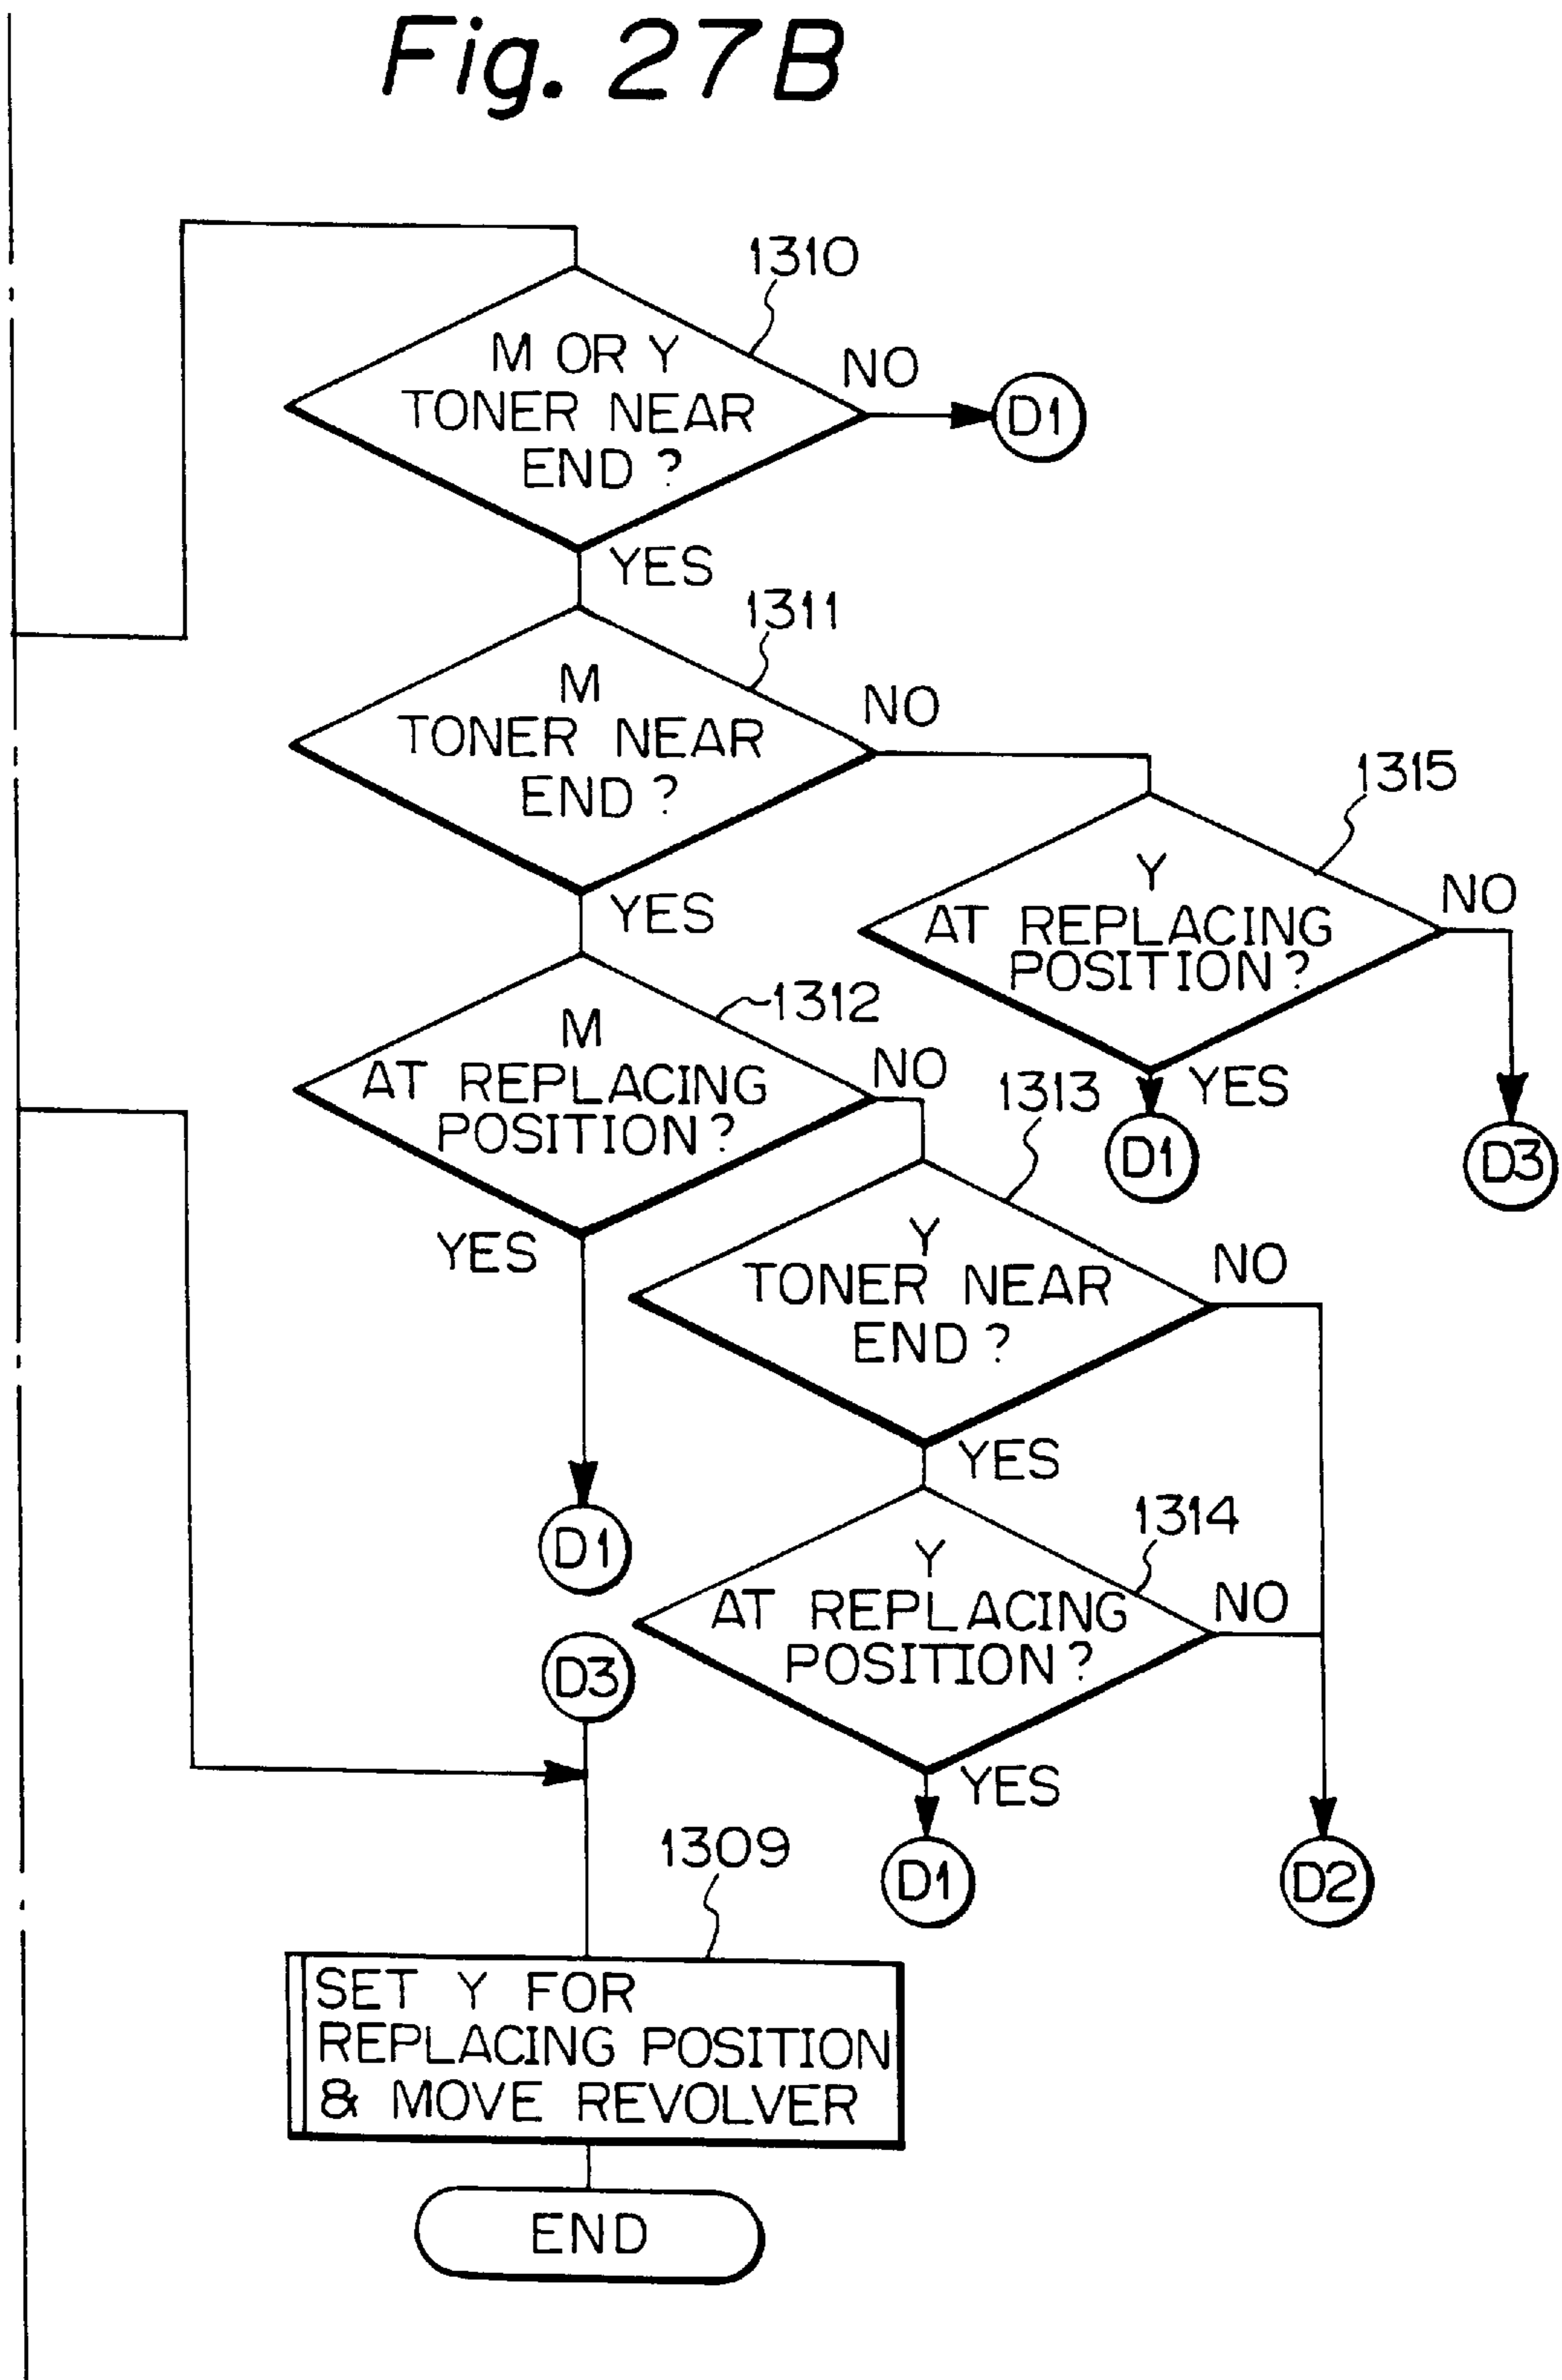 Fig. 27B
1310
M OR Y
TONER NEAR
END ?
NO
D1
YES
1311
M
TONER NEAR
END ?
NO
1315
Y
AT REPLACING
POSITION ?
NO
YES
D1
D3
YES
1312
M
AT REPLACING
POSITION ?
NO
YES
D1
1313
Y
TONER NEAR
END ?
NO
YES
1314
Y
AT REPLACING
POSITION ?
NO
YES
D1
D2
D3
1309
SET Y FOR
REPLACING POSITION
& MOVE REVOLVER
END